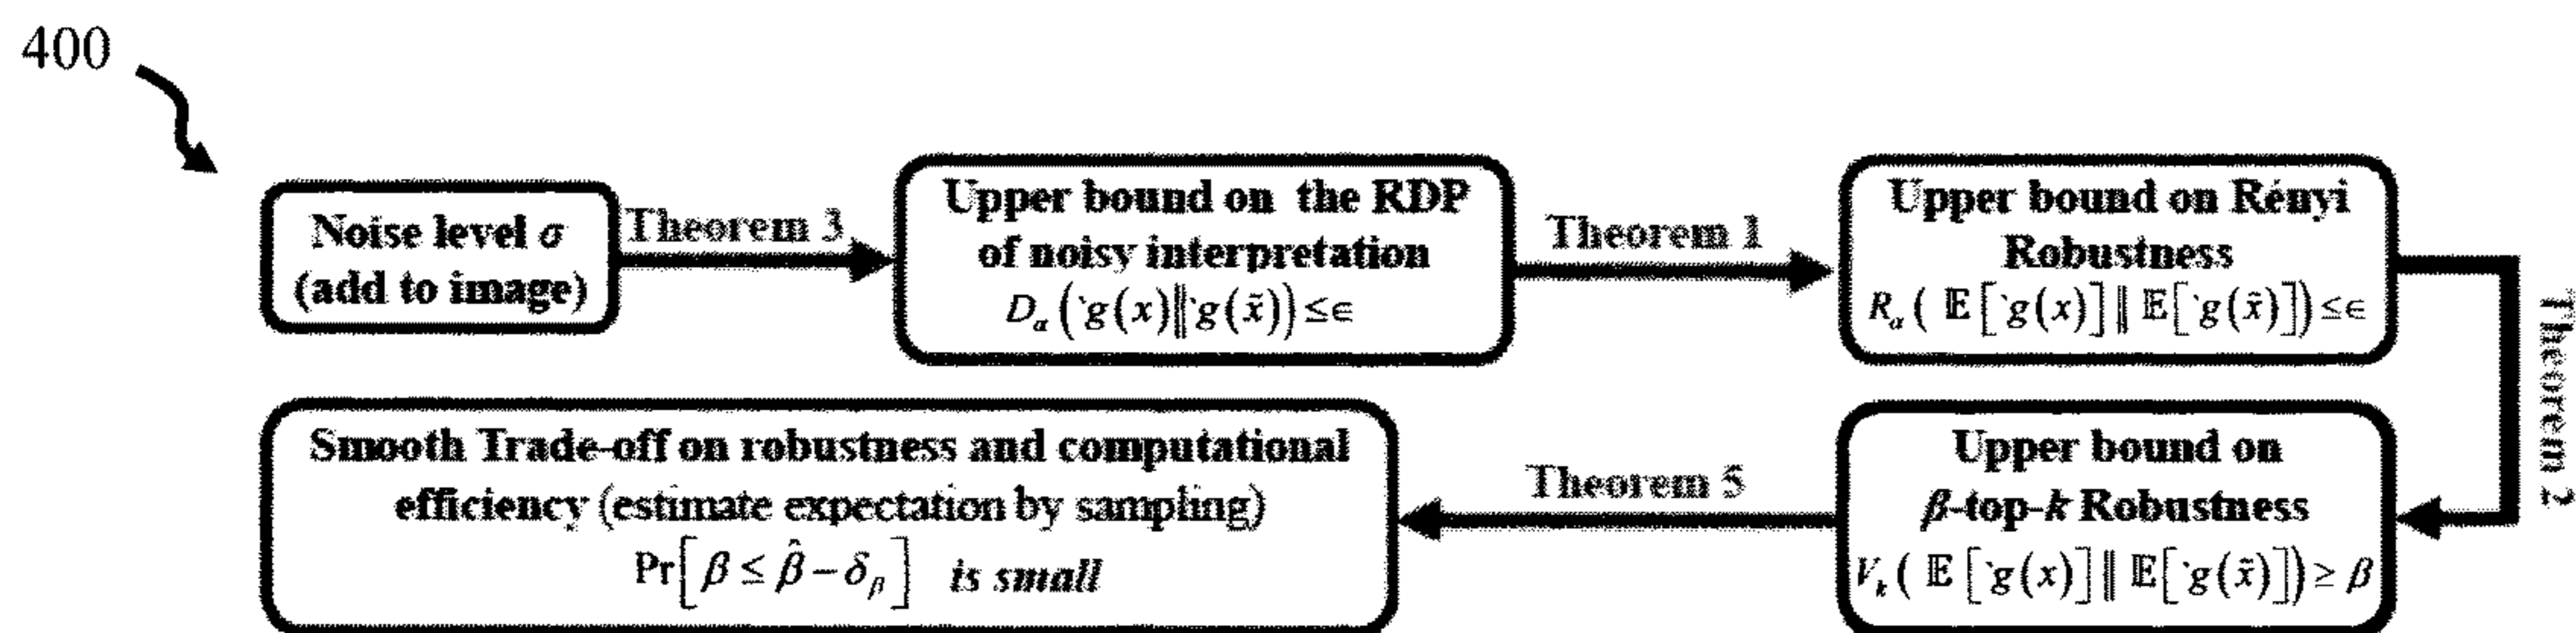 400
Noise level σ
(add to image)
Theorem 3
Upper bound on the RDP
of noisy interpretation
D_α (`g(x)‖`g(x̃)) ≤∈
Theorem 1
Upper bound on Rényi
Robustness
R_α ( 𝔼[`g(x)] ‖ 𝔼[`g(x̃)]) ≤∈
Theorem 2
Upper bound on
β-top-k Robustness
V_k ( 𝔼[`g(x)] ‖ 𝔼[`g(x̃)]) ≥ β
Theorem 5
Smooth Trade-off on robustness and computational
efficiency (estimate expectation by sampling)
Pr[β ≤ β̂ − δ_β] is small